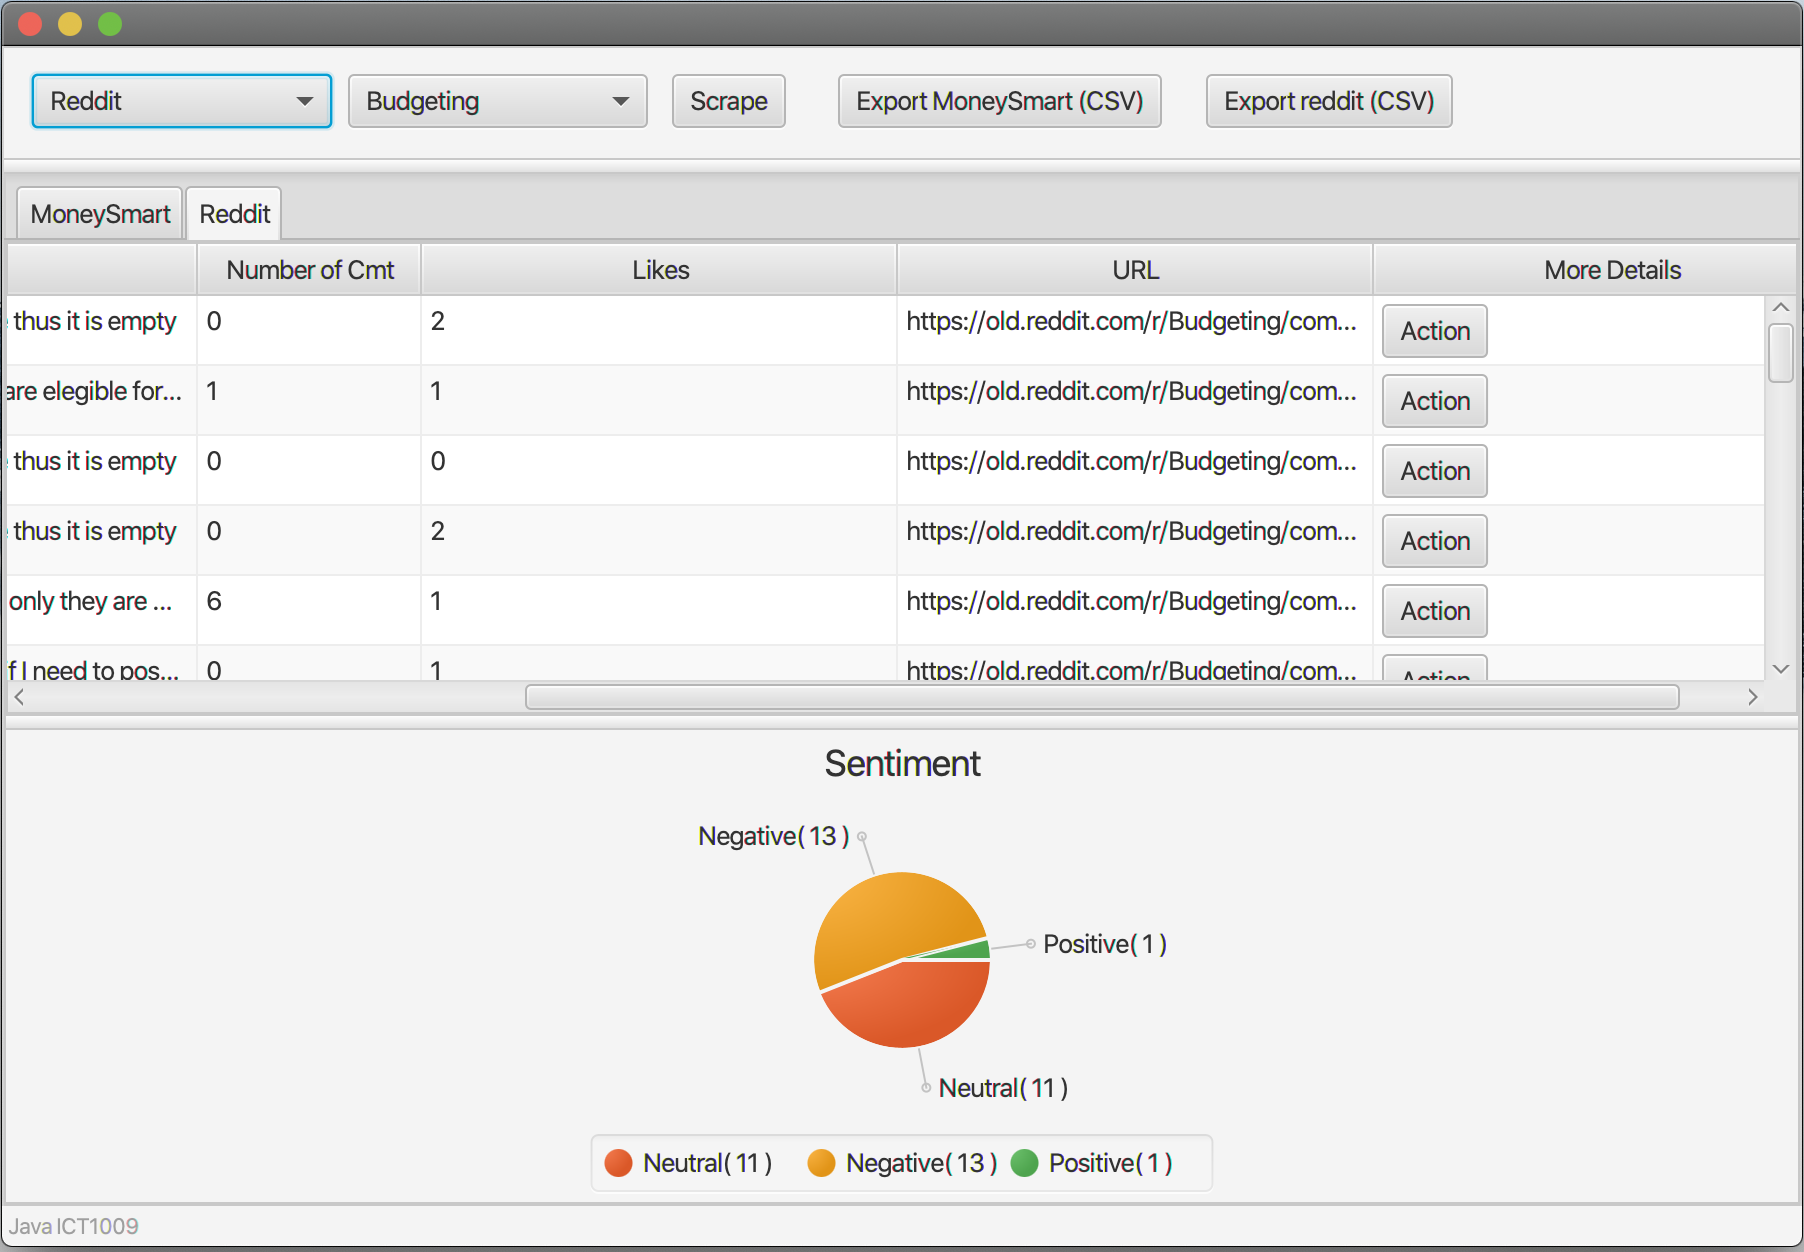 Reddit Budgeting Scrape Export MoneySmart (CSV) Export reddit (CSV)
MoneySmart Reddit
Number of Cmt Likes URL More Details
thus it is empty 0 2 https://old.reddit.com/r/Budgeting/com... Action
are elegible for... 1 1 https://old.reddit.com/r/Budgeting/com... Action
thus it is empty 0 0 https://old.reddit.com/r/Budgeting/com... Action
thus it is empty 0 2 https://old.reddit.com/r/Budgeting/com... Action
only they are ... 6 1 https://old.reddit.com/r/Budgeting/com... Action
f I need to pos... 0 1 https://old.reddit.com/r/Budgeting/com... Action
Sentiment
Negative( 13 )
Positive( 1 )
Neutral( 11 )
Neutral( 11 ) Negative( 13 ) Positive( 1 )
Java ICT1009